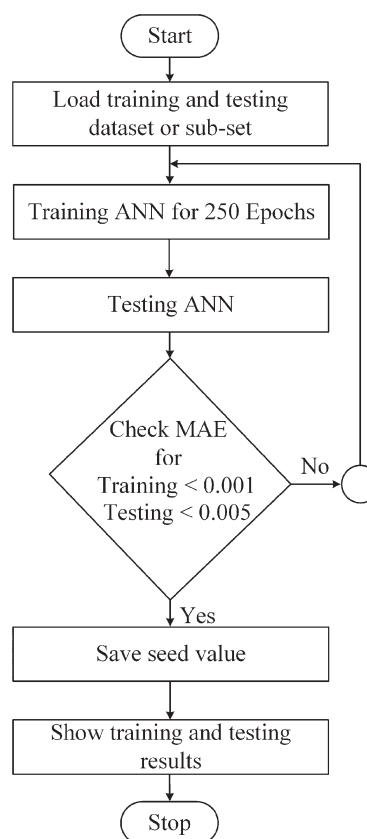 Start
Load training and testing
dataset or sub-set
Training ANN for 250 Epochs
Testing ANN
Check MAE
for
Training < 0.001
Testing < 0.005
No
Yes
Save seed value
Show training and testing
results
Stop